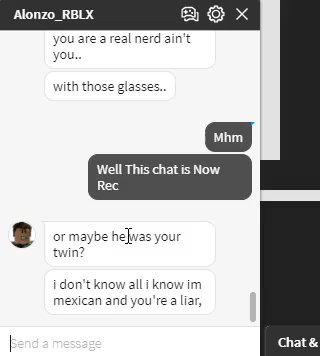 Alonzo_RBLX
you are a real nerd ain't
you..
with those glasses..
Mhm
Well This chat is Now
Rec
or maybe he was your
twin?
i don't know all i know im
mexican and you're a liar,
Send a message
Chat &